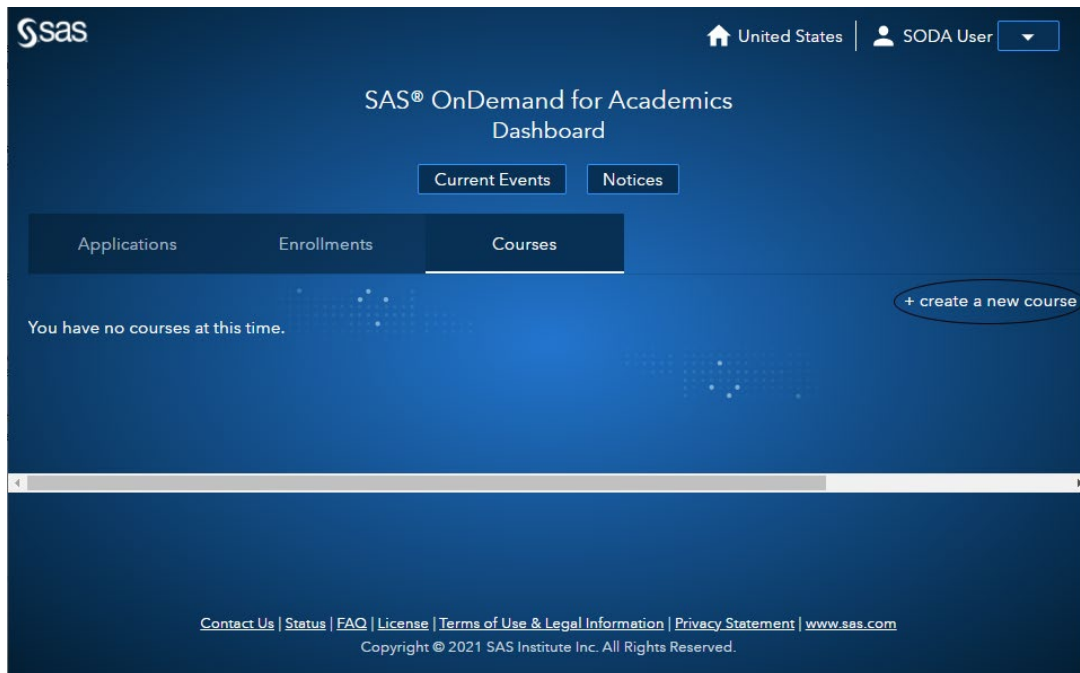 sas
United States SODA User
SAS® OnDemand for Academics
Dashboard
Current Events Notices
Applications Enrollments Courses
+ create a new course
You have no courses at this time.
Contact Us | Status | FAQ | License | Terms of Use & Legal Information | Privacy Statement | www.sas.com
Copyright © 2021 SAS Institute Inc. All Rights Reserved.